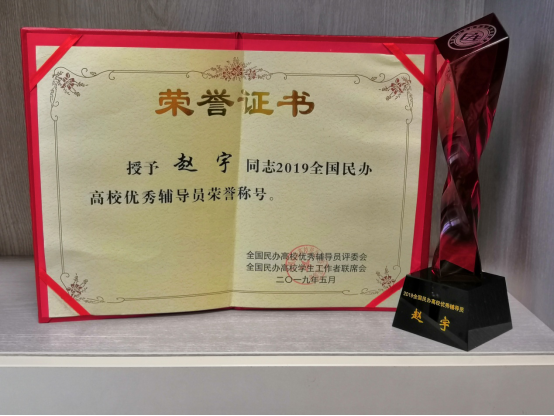 荣誉证书
授予 赵宇 同志2019全国民办
高校优秀辅导员荣誉称号。
全国民办高校优秀辅导员评委会
全国民办高校学生工作者联席会
二〇一九年五月
2019全国民办高校优秀辅导员
赵宇